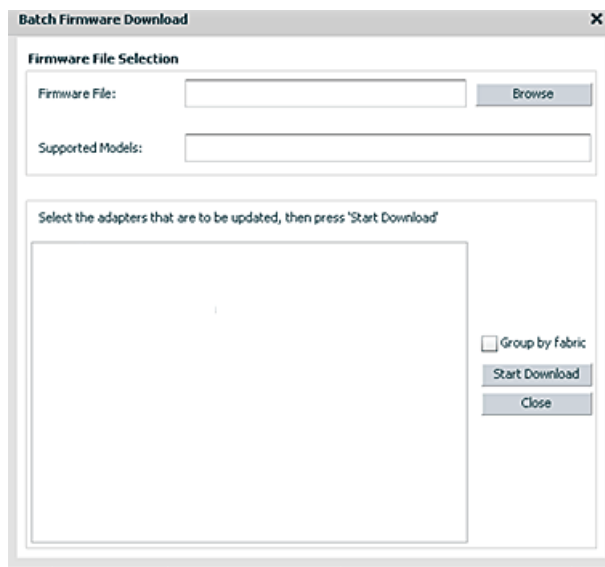 Batch Firmware Download
Firmware File Selection
Firmware File:
Browse
Supported Models:
Select the adapters that are to be updated, then press 'Start Download'
Group by fabric
Start Download
Close